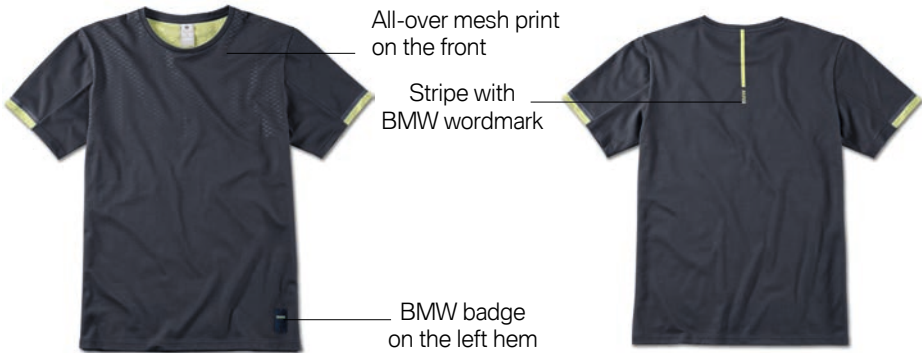 All-over mesh print
on the front
Stripe with
BMW wordmark
BMW badge
on the left hem